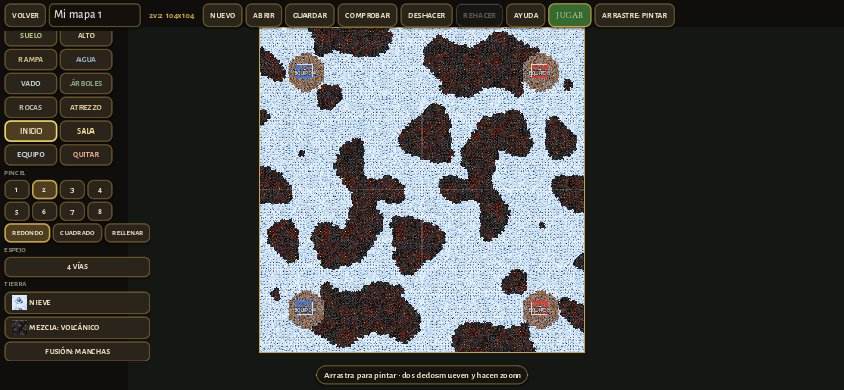 VOLVER Mi mapa 1 2V2: 104X104 NUEVO ABRIR GUARDAR COMPROBAR DESHACER REHACER AYUDA JUGAR ARRASTRE: PINTAR
SUELO ALTO
RAMPA AGUA
VADO ÁRBOLES
ROCAS ATREZZO
INICIO SALA
EQUIPO QUITAR
PINCEL
1 2 3 4
5 6 7 8
REDONDO CUADRADO RELLENAR
ESPEJO
4 VÍAS
TIERRA
NIEVE
MEZCLA: VOLCÁNICO
FUSIÓN: MANCHAS
Arrastra para pintar · dos dedos mueven y hacen zoom